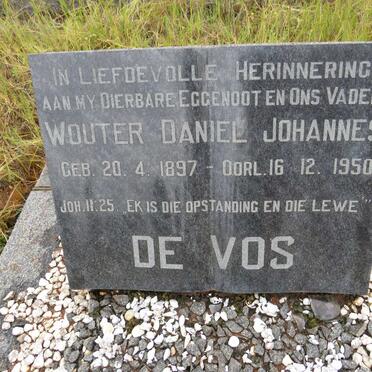 IN LIEFDEVOLLE HERINNERING
AAN MY DIERBARE EGGENOOT EN ONS VADER
WOUTER DANIEL JOHANNES
GEB. 20. 4. 1897 - OORL. 16. 12. 1950
JOH. 11. 25. „EK IS DIE OPSTANDING EN DIE LEWE"
DE VOS